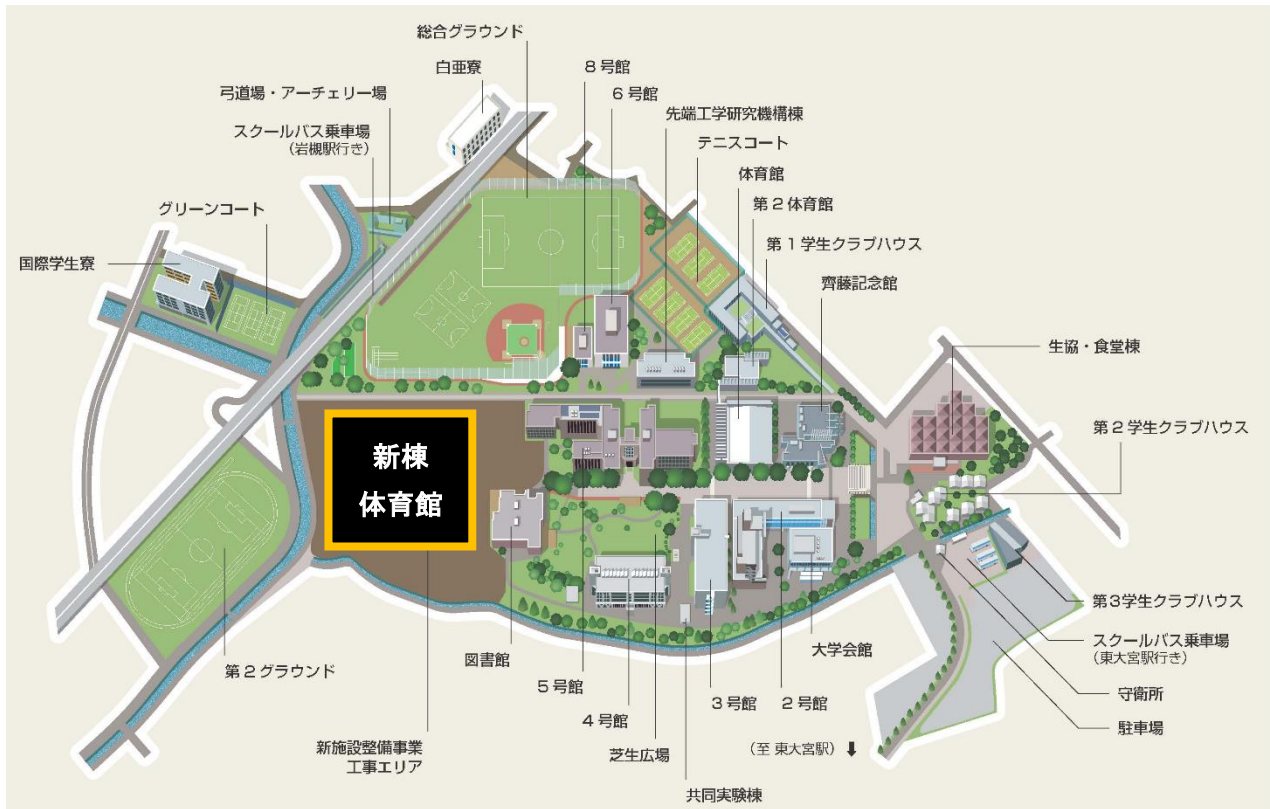 総合グラウンド
白亜寮
8号館
6号館
弓道場・アーチェリー場
先端工学研究機構棟
スクールバス乗車場
(岩槻駅行き)
テニスコート
体育館
第2体育館
グリーンコート
第1学生クラブハウス
国際学生寮
齊藤記念館
生協・食堂棟
第2学生クラブハウス
新棟
体育館
第3学生クラブハウス
スクールバス乗車場
(東大宮駅行き)
守衛所
駐車場
第2グラウンド
図書館
大学会館
5号館
4号館
3号館
2号館
新施設整備事業
工事エリア
芝生広場
(至 東大宮駅) ⬇
共同実験棟